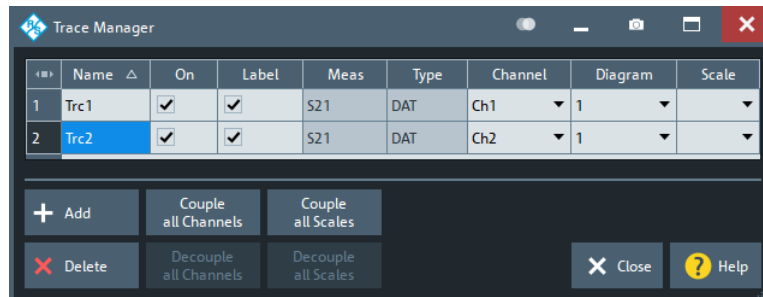 Trace Manager
Name On Label Meas Type Channel Diagram Scale
1 Trc1 S21 DAT Ch1 1
2 Trc2 S21 DAT Ch2 1
Add
Couple all Channels
Couple all Scales
Delete
Decouple all Channels
Decouple all Scales
Close
? Help